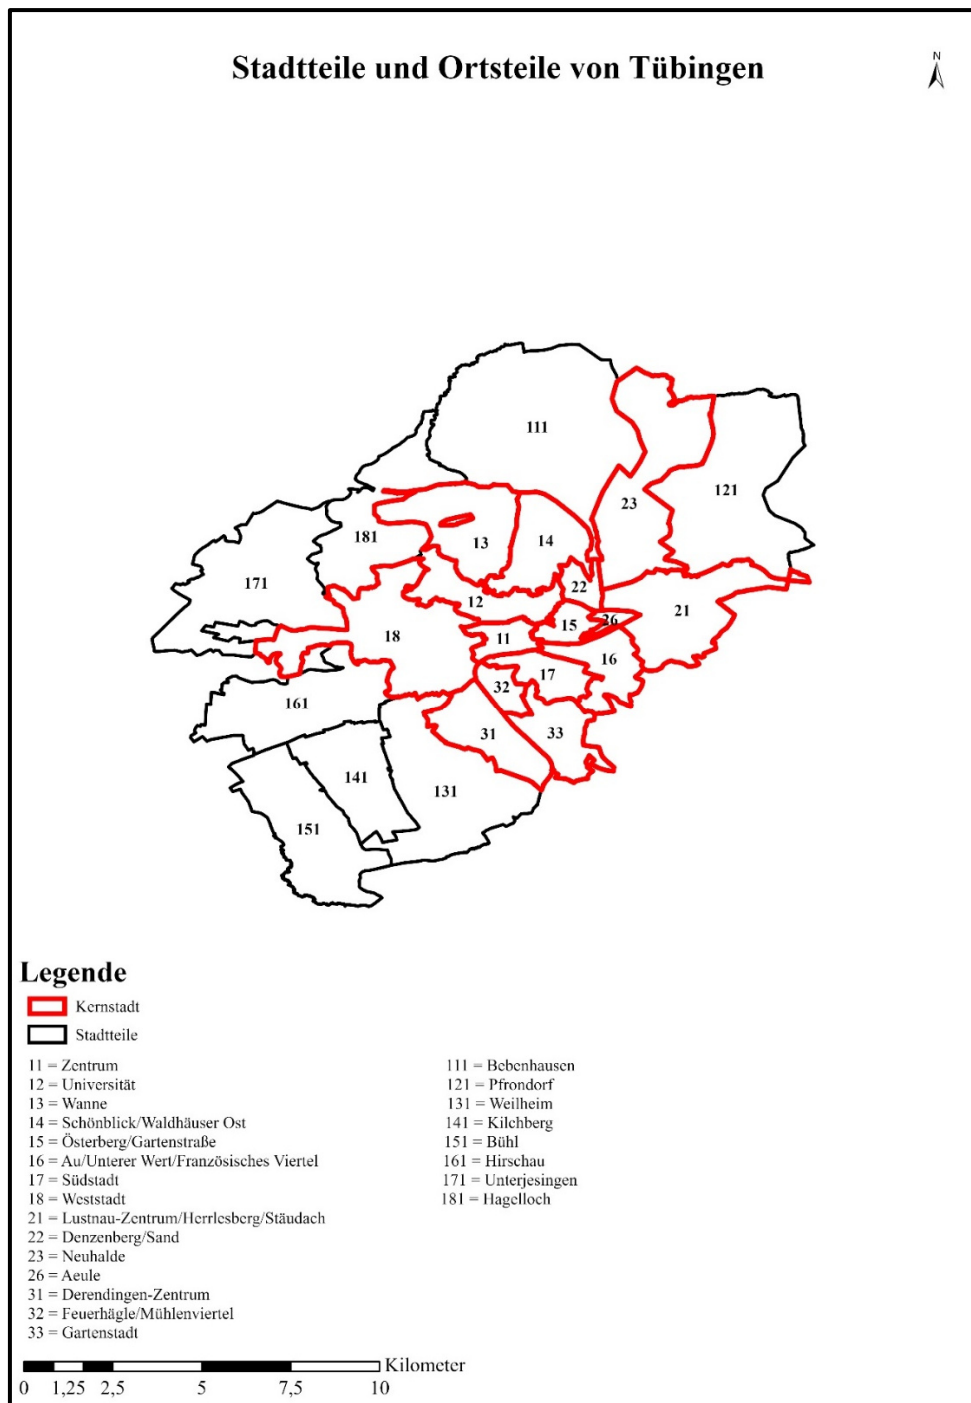 Stadtteile und Ortsteile von Tübingen
N
111
121
23
181
13
14
171
22
12
21
26
15
18
11
16
17
32
161
31
33
141
131
151
Legende
Kernstadt
Stadtteile
11 = Zentrum
12 = Universität
13 = Wanne
14 = Schönblick/Waldhäuser Ost
15 = Österberg/Gartenstraße
16 = Au/Unterer Wert/Französisches Viertel
17 = Südstadt
18 = Weststadt
21 = Lustnau-Zentrum/Herrlesberg/Stäudach
22 = Denzenberg/Sand
23 = Neuhalde
26 = Aeule
31 = Derendingen-Zentrum
32 = Feuerhägle/Mühlenviertel
33 = Gartenstadt
111 = Bebenhausen
121 = Pfrondorf
131 = Weilheim
141 = Kilchberg
151 = Bühl
161 = Hirschau
171 = Unterjesingen
181 = Hagelloch
Kilometer
0 1,25 2,5 5 7,5 10